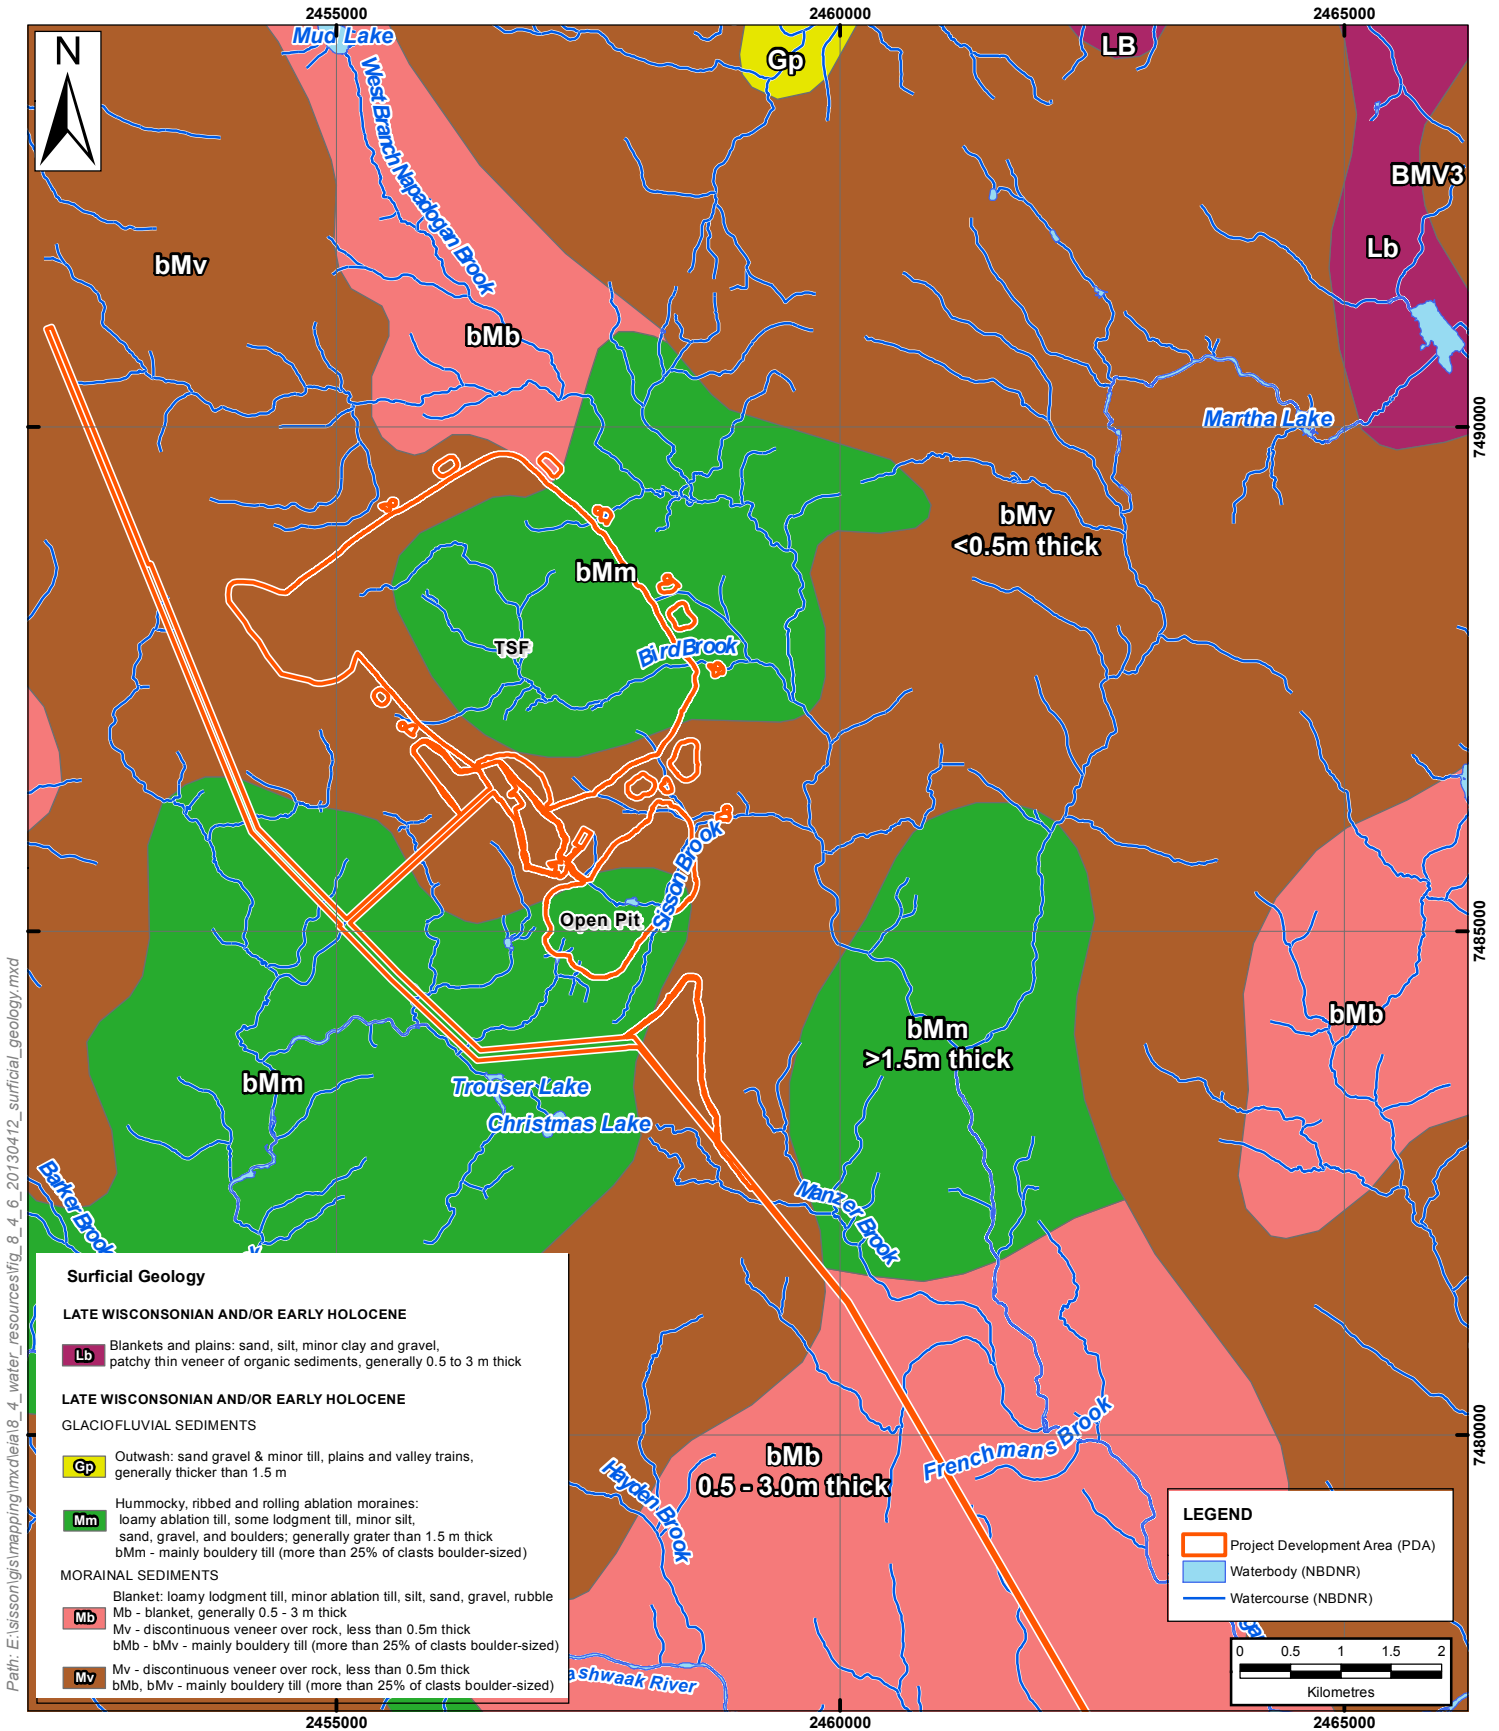 2455000
2460000
2465000
N
Mud Lake
West Branch Napadogan Brook
Gp
LB
BMV3
Lb
bMv
bMb
Martha Lake
7490000
bMv
<0.5m thick
bMm
TSF
Bird Brook
Sisson Brook
Open Pit
7485000
bMm
>1.5m thick
bMb
bMm
Trouser Lake
Christmas Lake
Barker Brook
Manzer Brook
Frenchmans Brook
bMb
0.5 - 3.0m thick
Hayden Brook
7480000
ashwaak River
Surficial Geology
LATE WISCONSONIAN AND/OR EARLY HOLOCENE
Lb
Blankets and plains: sand, silt, minor clay and gravel,
patchy thin veneer of organic sediments, generally 0.5 to 3 m thick
LATE WISCONSONIAN AND/OR EARLY HOLOCENE
GLACIOFLUVIAL SEDIMENTS
Gp
Outwash: sand gravel & minor till, plains and valley trains,
generally thicker than 1.5 m
Mm
Hummocky, ribbed and rolling ablation moraines:
loamy ablation till, some lodgment till, minor silt,
sand, gravel, and boulders; generally grater than 1.5 m thick
bMm - mainly bouldery till (more than 25% of clasts boulder-sized)
MORAINAL SEDIMENTS
Mb
Blanket: loamy lodgment till, minor ablation till, silt, sand, gravel, rubble
Mb - blanket, generally 0.5 - 3 m thick
Mv - discontinuous veneer over rock, less than 0.5m thick
bMb - bMv - mainly bouldery till (more than 25% of clasts boulder-sized)
Mv
Mv - discontinuous veneer over rock, less than 0.5m thick
bMb, bMv - mainly bouldery till (more than 25% of clasts boulder-sized)
LEGEND
Project Development Area (PDA)
Waterbody (NBDNR)
Watercourse (NBDNR)
0 0.5 1 1.5 2
Kilometres
2455000
2460000
2465000
Path: E:\sisson\gis\mapping\mxd\eia\8_4_water_resources\fig_8_4_6_20130412_surficial_geology.mxd